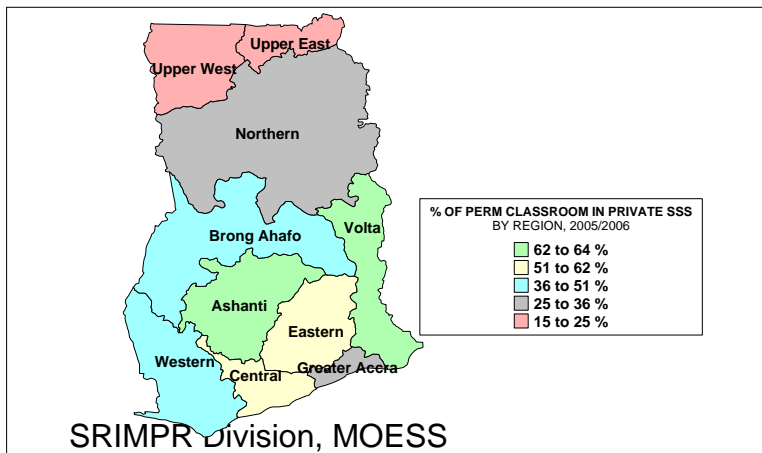 Upper East
Upper West
Northern
Volta
Brong Ahafo
Ashanti
Eastern
Western
Greater Accra
Central
% OF PERM CLASSROOM IN PRIVATE SSS
BY REGION, 2005/2006
62 to 64 %
51 to 62 %
36 to 51 %
25 to 36 %
15 to 25 %
SRIMPR Division, MOESS